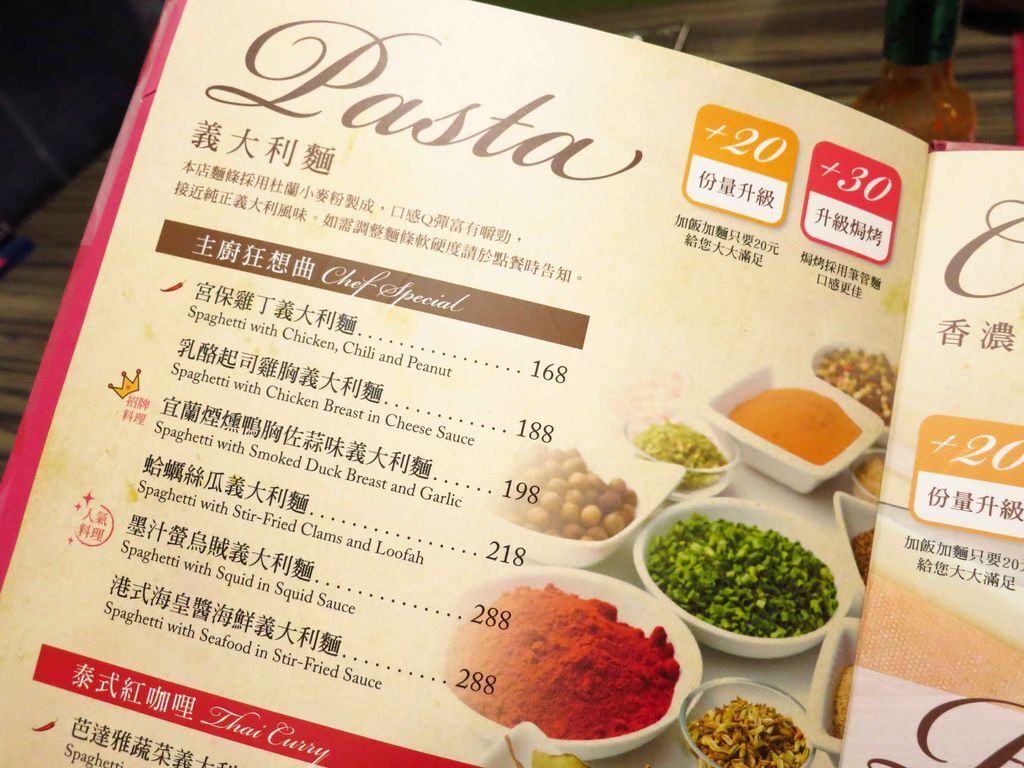 Pasta
義大利麵
本店麵條採用杜蘭小麥粉製成，口感Q彈富有嚼勁，
接近純正義大利風味。如需調整麵條軟硬度請於點餐時告知。
+20
份量升級
加飯加麵只要20元
給您大大滿足
+30
升級焗烤
焗烤採用筆管麵
口感更佳
主廚狂想曲 Chef Special
宮保雞丁義大利麵 168
Spaghetti with Chicken, Chili and Peanut
乳酪起司雞胸義大利麵 188
Spaghetti with Chicken Breast in Cheese Sauce
招牌
料理
宜蘭煙燻鴨胸佐蒜味義大利麵 198
Spaghetti with Smoked Duck Breast and Garlic
蛤蠣絲瓜義大利麵 218
Spaghetti with Stir-Fried Clams and Loofah
人氣
料理
墨汁螢烏賊義大利麵 288
Spaghetti with Squid in Squid Sauce
港式海皇醬海鮮義大利麵 288
Spaghetti with Seafood in Stir-Fried Sauce
泰式紅咖哩 Thai Curry
芭達雅蔬菜義大利
Spaghetti
香濃
+20
份量升級
加飯加麵只要20
給您大大滿足